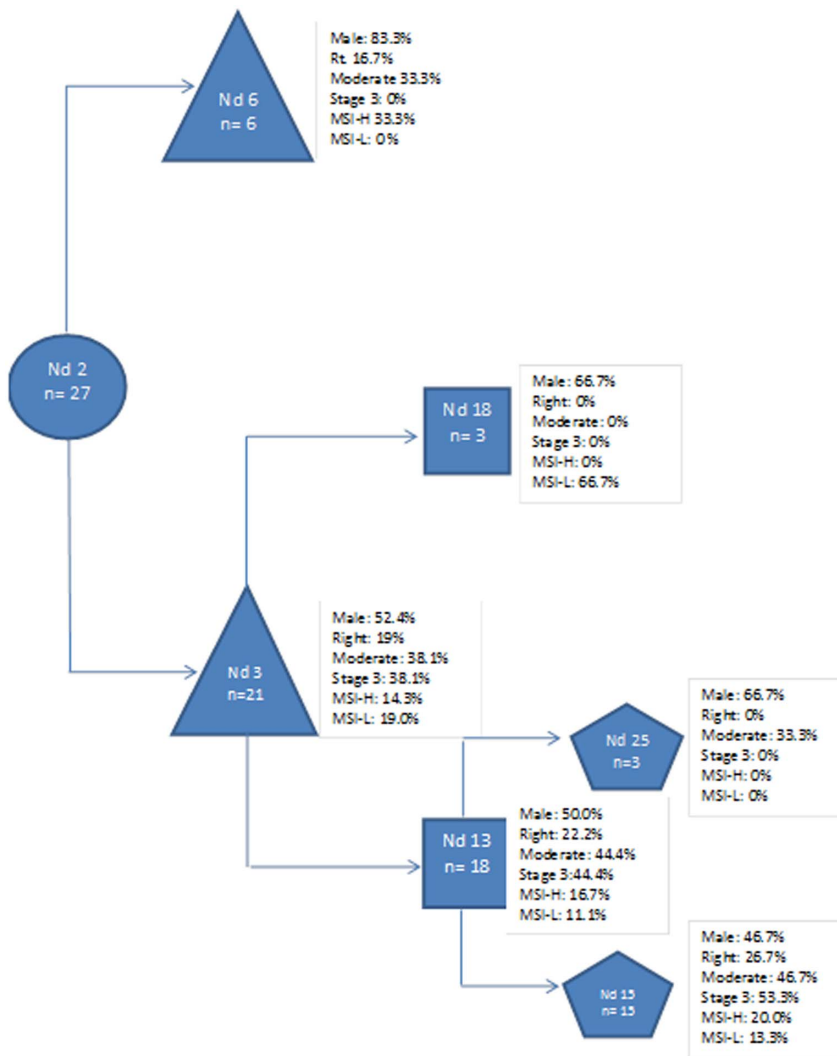 Male: 83.3%
Rt. 16.7%
Moderate 33.3%
Stage 3: 0%
MSI-H 33.3%
MSI-L: 0%
Nd 6
n= 6
Nd 2
n= 27
Nd 18
n= 3
Male: 66.7%
Right: 0%
Moderate: 0%
Stage 3: 0%
MSI-H: 0%
MSI-L: 66.7%
Nd 3
n=21
Male: 52.4%
Right: 19%
Moderate: 38.1%
Stage 3: 38.1%
MSI-H: 14.3%
MSI-L: 19.0%
Nd 25
n=3
Male: 66.7%
Right: 0%
Moderate: 33.3%
Stage 3: 0%
MSI-H: 0%
MSI-L: 0%
Nd 13
n= 18
Male: 50.0%
Right: 22.2%
Moderate: 44.4%
Stage 3:44.4%
MSI-H: 16.7%
MSI-L: 11.1%
Nd 15
n= 15
Male: 46.7%
Right: 26.7%
Moderate: 46.7%
Stage 3: 53.3%
MSI-H: 20.0%
MSI-L: 13.3%